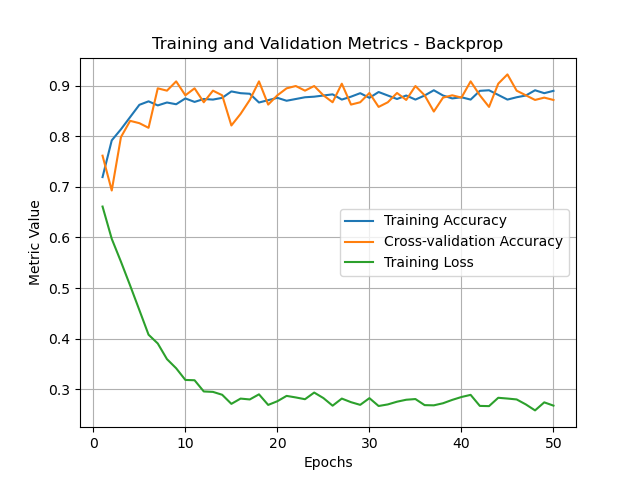 Training and Validation Metrics - Backprop
Metric Value
0.9
0.8
0.7
0.6
0.5
0.4
0.3
Training Accuracy
Cross-validation Accuracy
Training Loss
0 10 20 30 40 50
Epochs